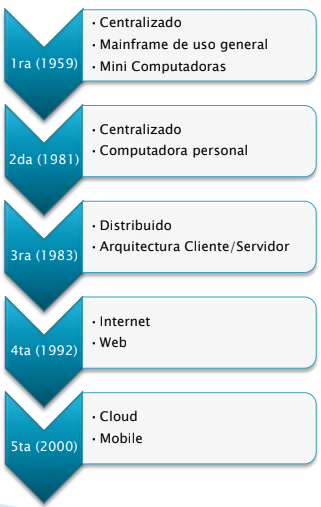 1ra (1959)
· Centralizado
· Mainframe de uso general
· Mini Computadoras
2da (1981)
· Centralizado
· Computadora personal
3ra (1983)
· Distribuido
· Arquitectura Cliente/Servidor
4ta (1992)
· Internet
· Web
5ta (2000)
· Cloud
· Mobile